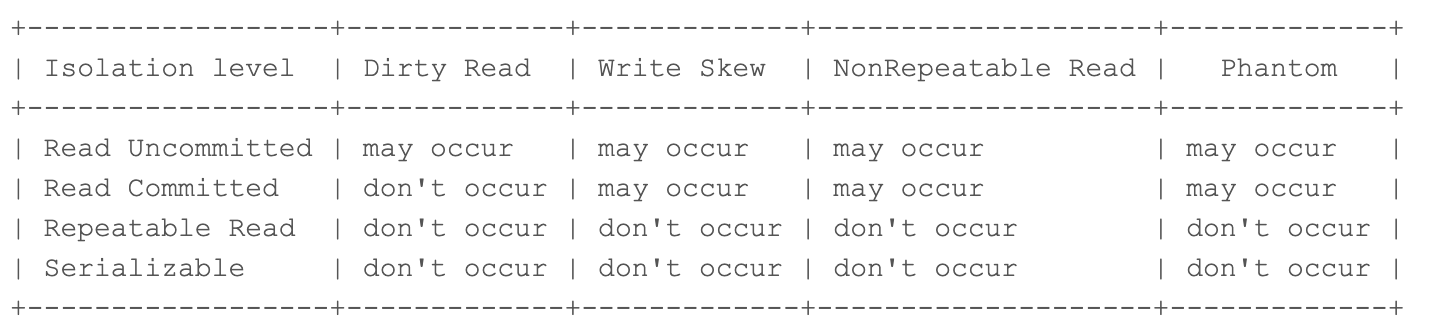 +------------------+-------------+-------------+--------------------+-------------+
| Isolation level  | Dirty Read  | Write Skew  | NonRepeatable Read |   Phantom   |
+------------------+-------------+-------------+--------------------+-------------+
| Read Uncommitted | may occur   | may occur   | may occur          | may occur   |
| Read Committed   | don't occur | may occur   | may occur          | may occur   |
| Repeatable Read  | don't occur | don't occur | don't occur        | don't occur |
| Serializable     | don't occur | don't occur | don't occur        | don't occur |
+------------------+-------------+-------------+--------------------+-------------+